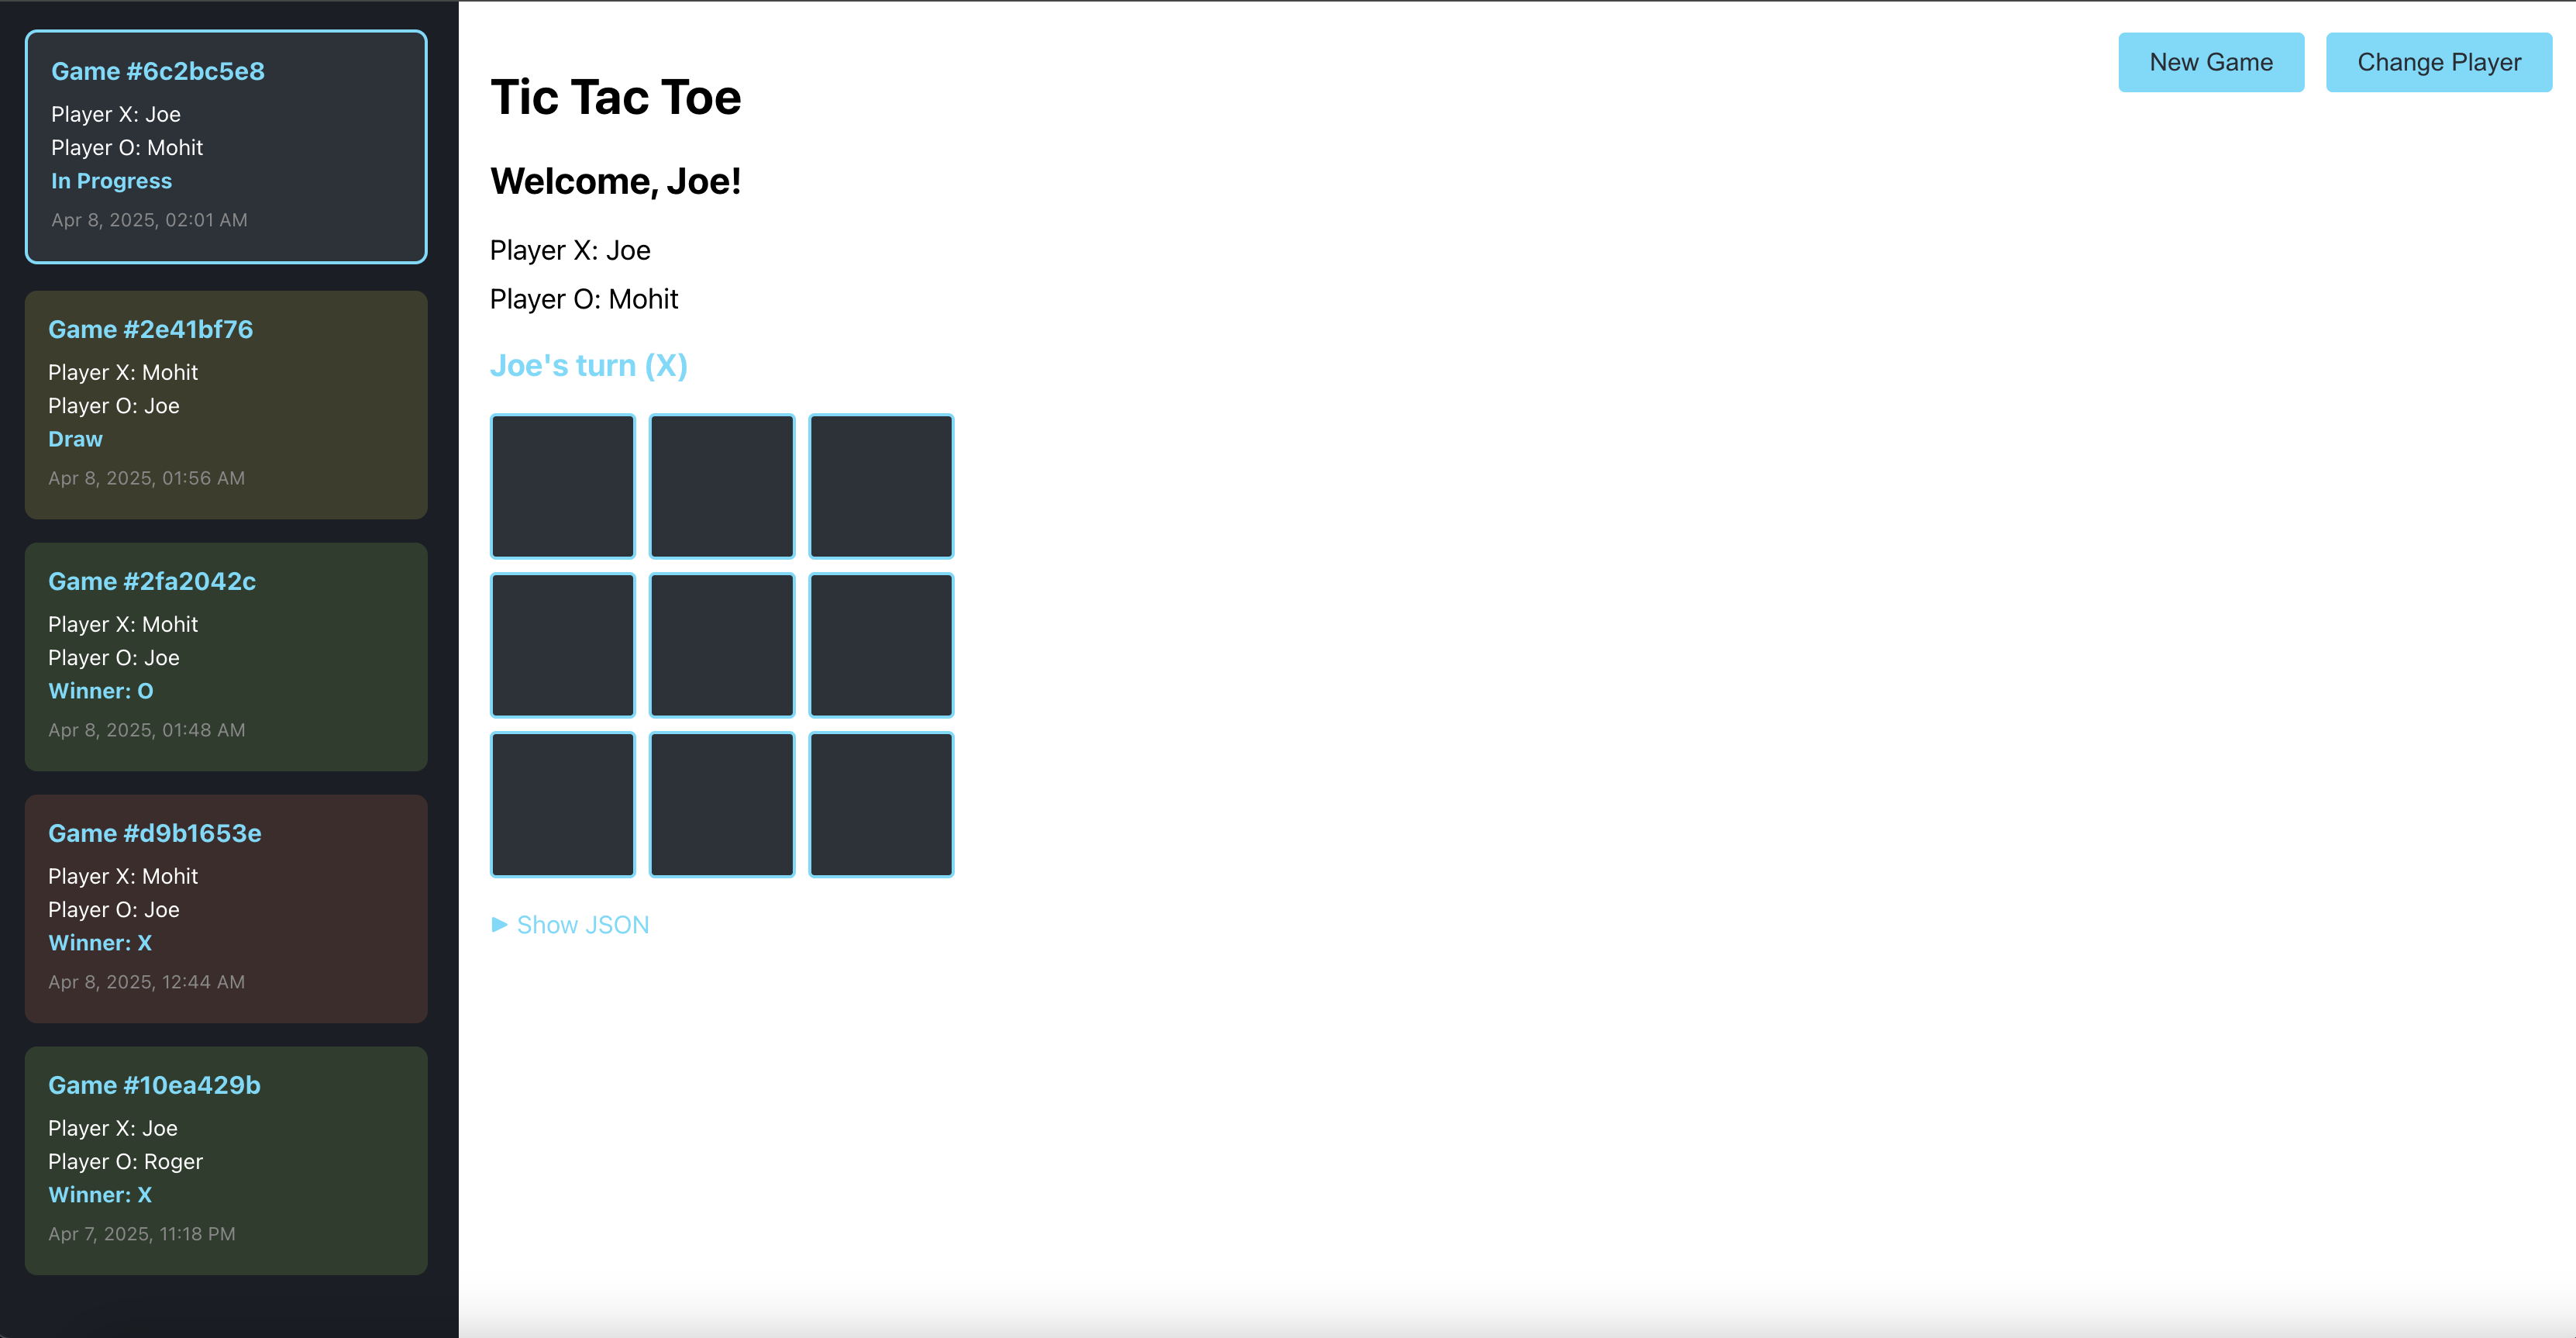 Game #6c2bc5e8
Player X: Joe
Player O: Mohit
In Progress
Apr 8, 2025, 02:01 AM
Game #2e41bf76
Player X: Mohit
Player O: Joe
Draw
Apr 8, 2025, 01:56 AM
Game #2fa2042c
Player X: Mohit
Player O: Joe
Winner: O
Apr 8, 2025, 01:48 AM
Game #d9b1653e
Player X: Mohit
Player O: Joe
Winner: X
Apr 8, 2025, 12:44 AM
Game #10ea429b
Player X: Joe
Player O: Roger
Winner: X
Apr 7, 2025, 11:18 PM
New Game
Change Player
Tic Tac Toe
Welcome, Joe!
Player X: Joe
Player O: Mohit
Joe's turn (X)
▶ Show JSON